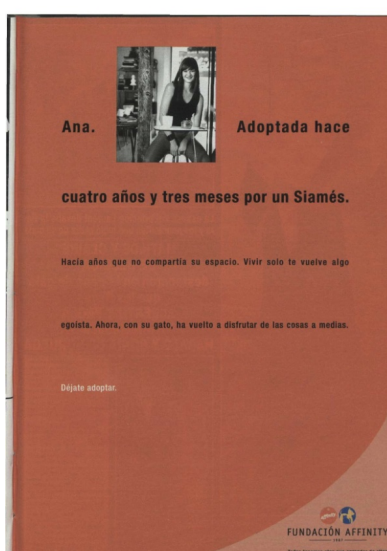 Ana. Adoptada hace
cuatro años y tres meses por un Siamés.
Hacía años que no compartía su espacio. Vivir solo te vuelve algo
egoísta. Ahora, con su gato, ha vuelto a disfrutar de las cosas a medias.
Déjate adoptar.
FUNDACIÓN AFFINITY